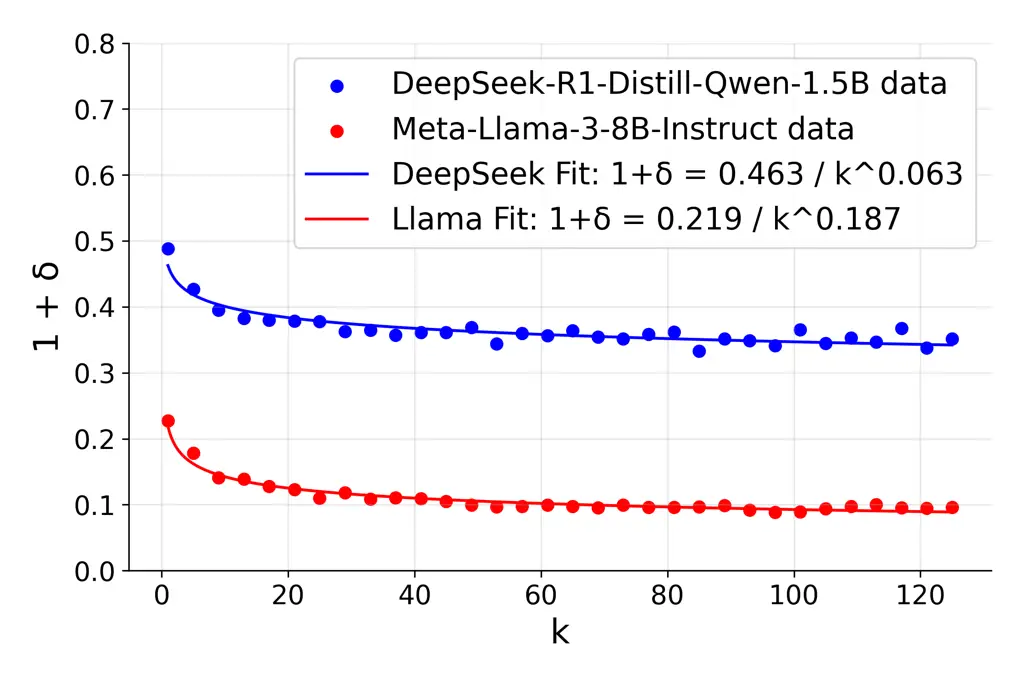 DeepSeek-R1-Distill-Qwen-1.5B data
Meta-Llama-3-8B-Instruct data
DeepSeek Fit: 1+δ = 0.463 / k^0.063
Llama Fit: 1+δ = 0.219 / k^0.187
1 + δ
0.8
0.7
0.6
0.5
0.4
0.3
0.2
0.1
0.0
0 20 40 60 80 100 120
k